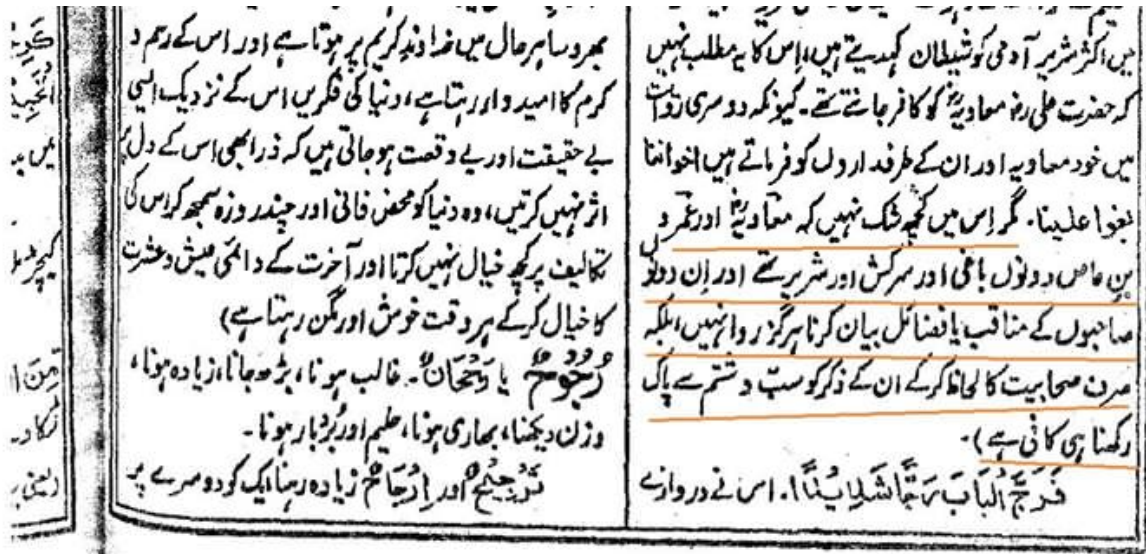 میں اکثر شریر آدمی کو شیطان کہدیتے ہیں، اِس کا یہ مطلب نہیں
کہ حضرت علی رضؓ معاویہؓ کو کافر جانتے تھے۔ کیونکہ دوسری روایت
میں خود معاویہ اور ان کے طرفداروں کو فرماتے ہیں اخواننا
بغوا علینا۔ مگر اِس میں کچھ شک نہیں کہ معاویہؓ اور عمرو
بن عاص دونوں باغی اور سرکش اور شریر تھے اور اِن دونوں
صاحبوں کے مناقب یا فضائل بیان کرنا ہرگز روا نہیں، بلکہ
صرف صحابیت کا لحاظ کرکے ان کے ذکر کو سب و شتم سے پاک
رکھنا ہی کافی ہے)۔
فَرَجَّ الْبَابَ رَجًّا شَدِیْدًا۔ اس نے دروازے
بھروسا ہر حال میں خداوند کریم پر ہوتا ہے اور اس کے رحم و
کرم کا امیدوار رہتا ہے، دنیا کی فکریں اس کے نزدیک ایسی
بے حقیقت اور بے وقعت ہو جاتی ہیں کہ ذرا بھی اس کے دل پر
اثر نہیں کرتیں، وہ دنیا کو محض فانی اور چند روزہ سمجھ کر اس کی
تکالیف پر کچھ خیال نہیں کرتا اور آخرت کے دائمی عیش و عشرت
کا خیال کرکے ہر وقت خوش اور مگن رہتا ہے)
رُجُوْحٌ یا رَجْحَانٌ۔ غالب ہونا، بڑھ جانا، زیادہ ہونا،
وزن دیکھنا، بھاری ہونا، حلیم اور بُردبار ہونا۔
تَرْجِیْحٌ اور اِرْجَاحٌ زیادہ رہنا ایک کو دوسرے پر